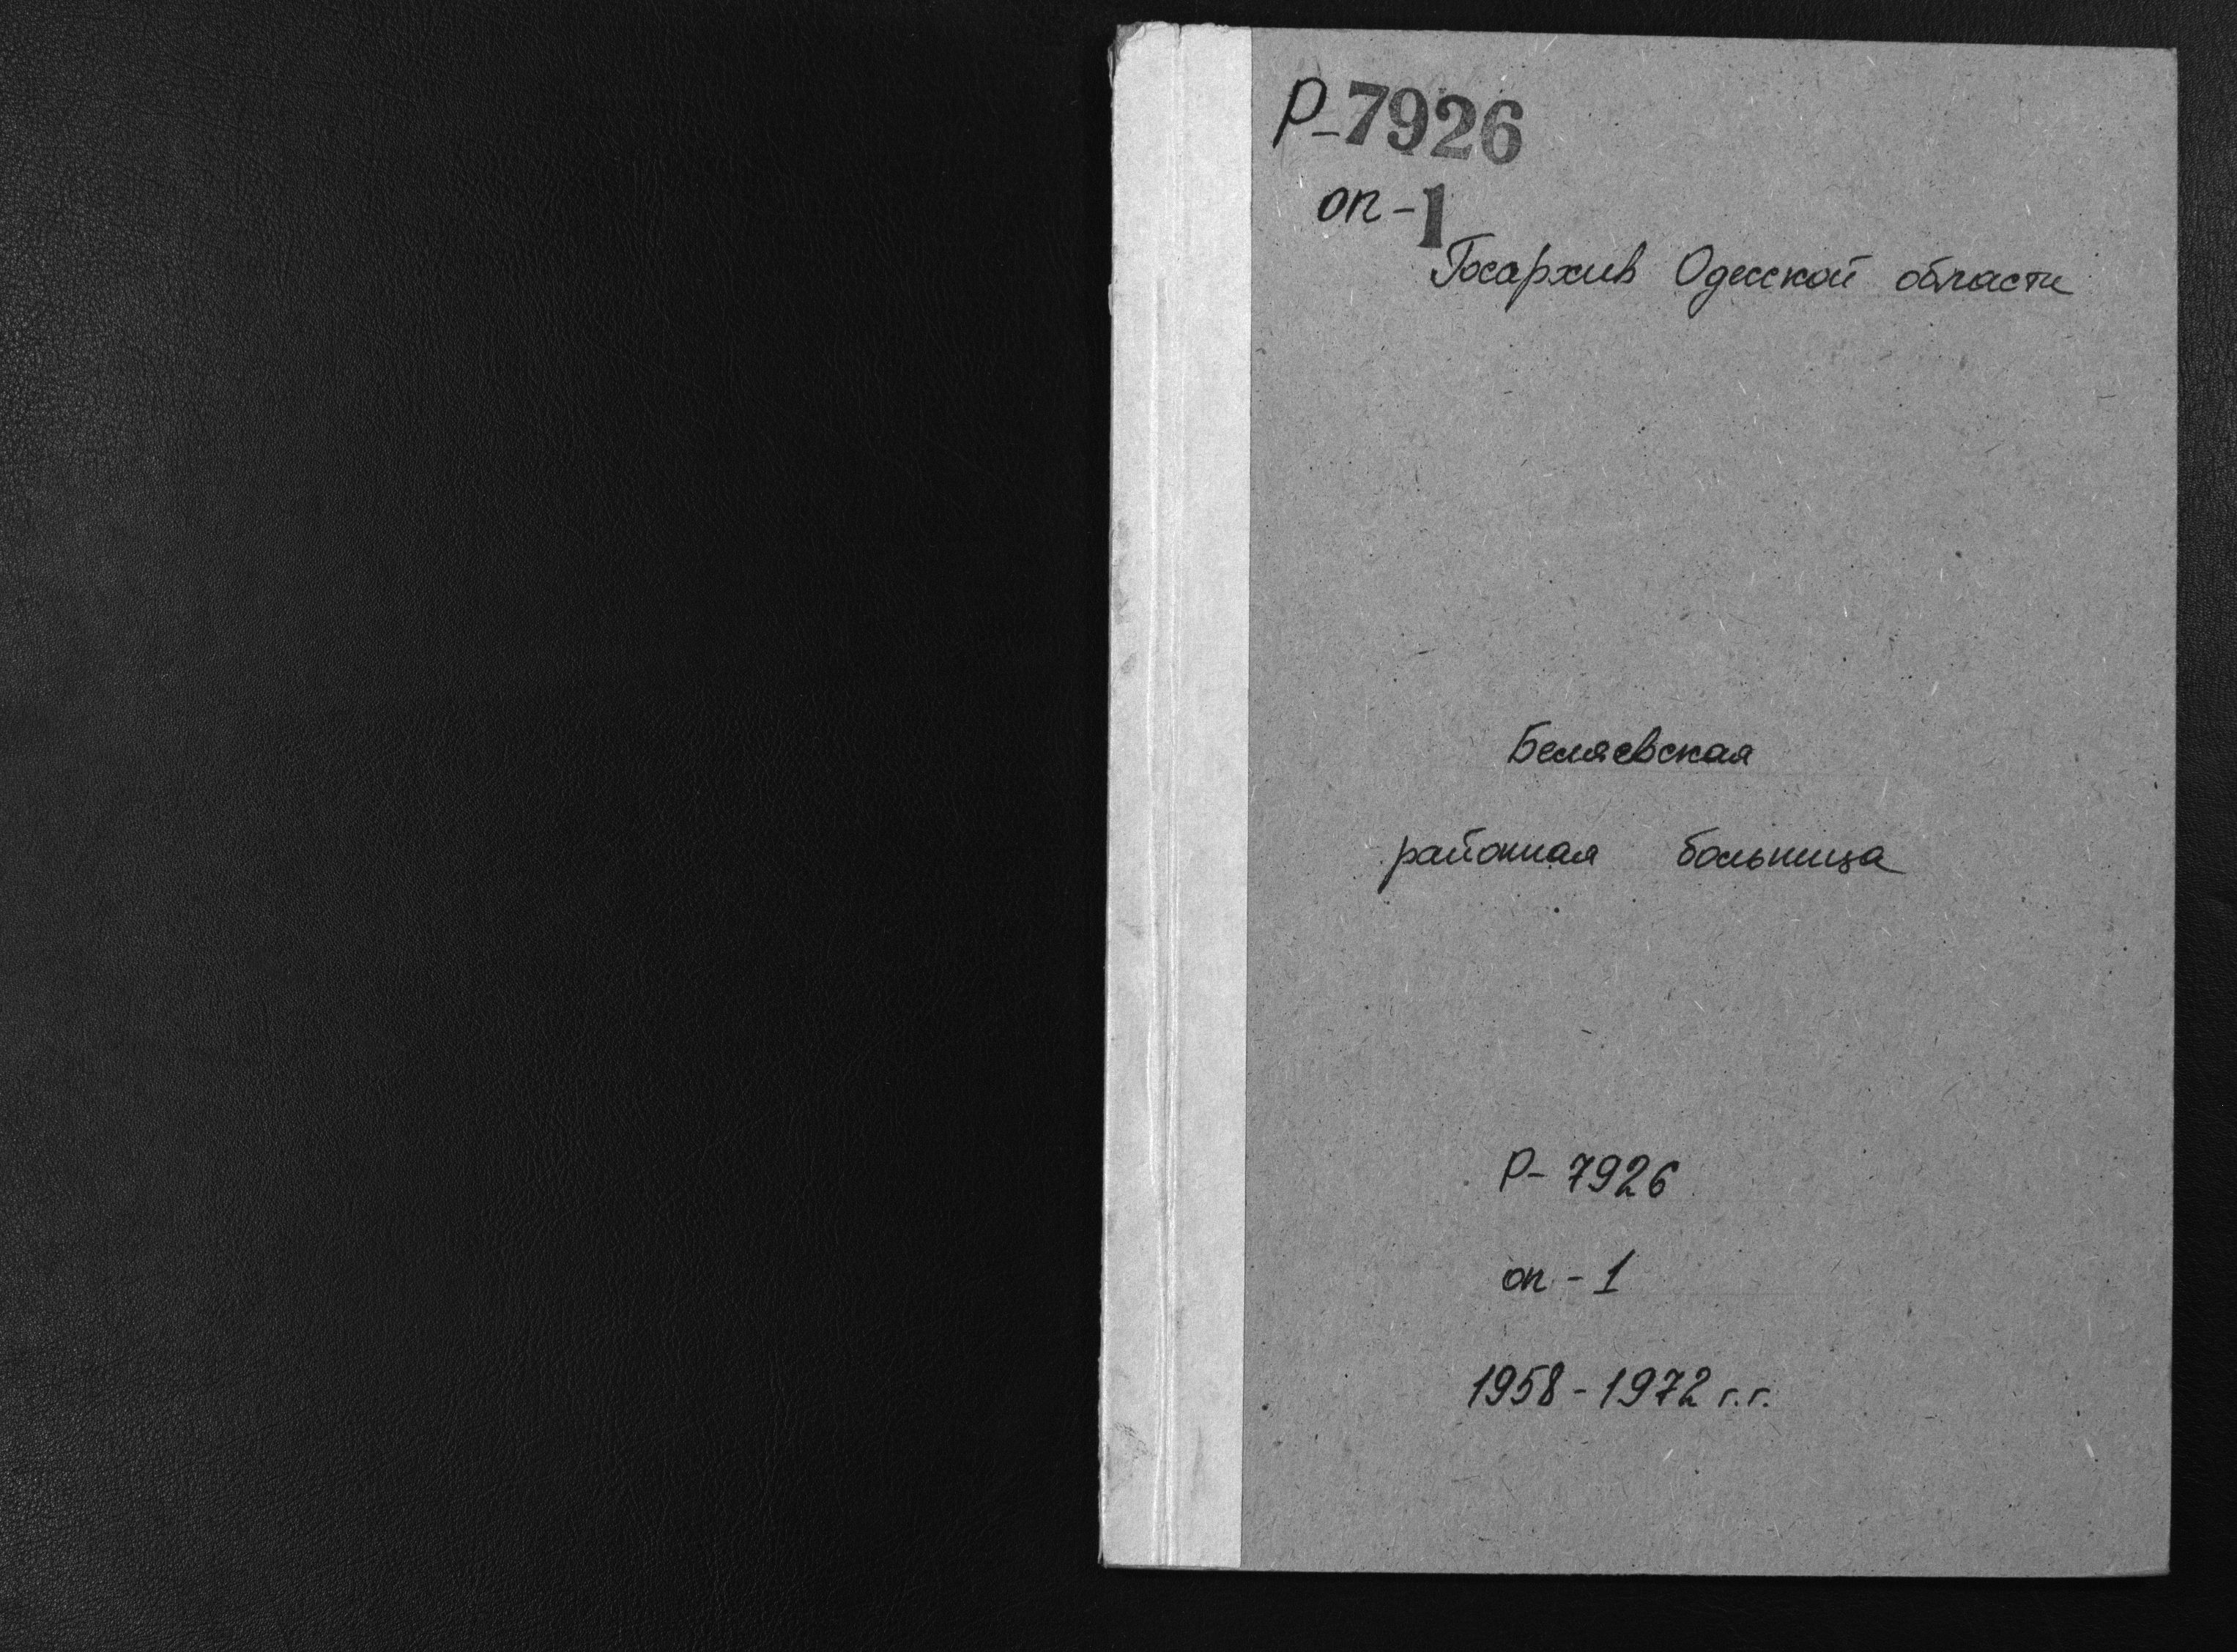 Р-7926
оп-1
Госархив Одесской области
Беляевская
районная больница
Р-7926
оп-1
1958-1972 г.г.